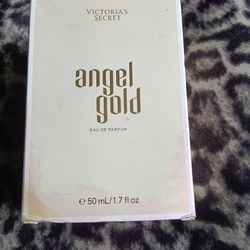 VICTORIA'S
SECRET
angel
gold
EAU DE PARFUM
℮ 50 mL/1.7 fl oz